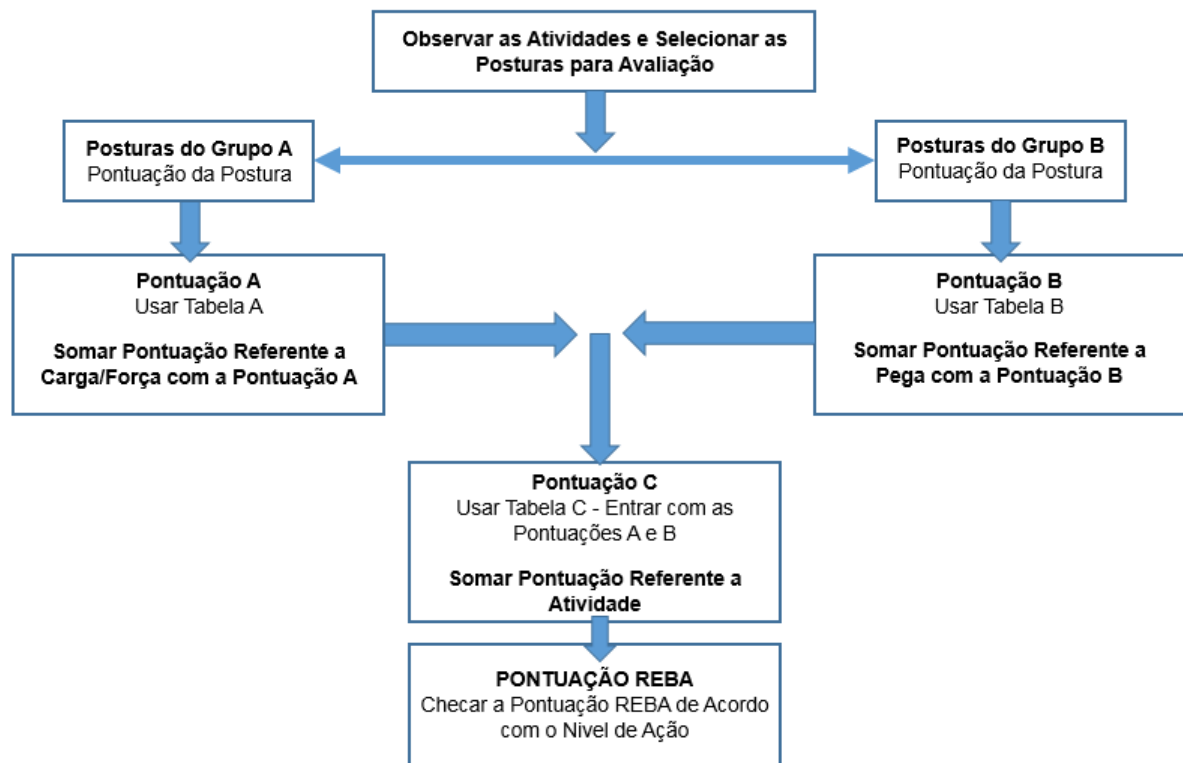 Observar as Atividades e Selecionar as
Posturas para Avaliação
Posturas do Grupo A
Pontuação da Postura
Posturas do Grupo B
Pontuação da Postura
Pontuação A
Usar Tabela A
Somar Pontuação Referente a
Carga/Força com a Pontuação A
Pontuação B
Usar Tabela B
Somar Pontuação Referente a
Pega com a Pontuação B
Pontuação C
Usar Tabela C - Entrar com as
Pontuações A e B
Somar Pontuação Referente a
Atividade
PONTUAÇÃO REBA
Checar a Pontuação REBA de Acordo
com o Nivel de Ação